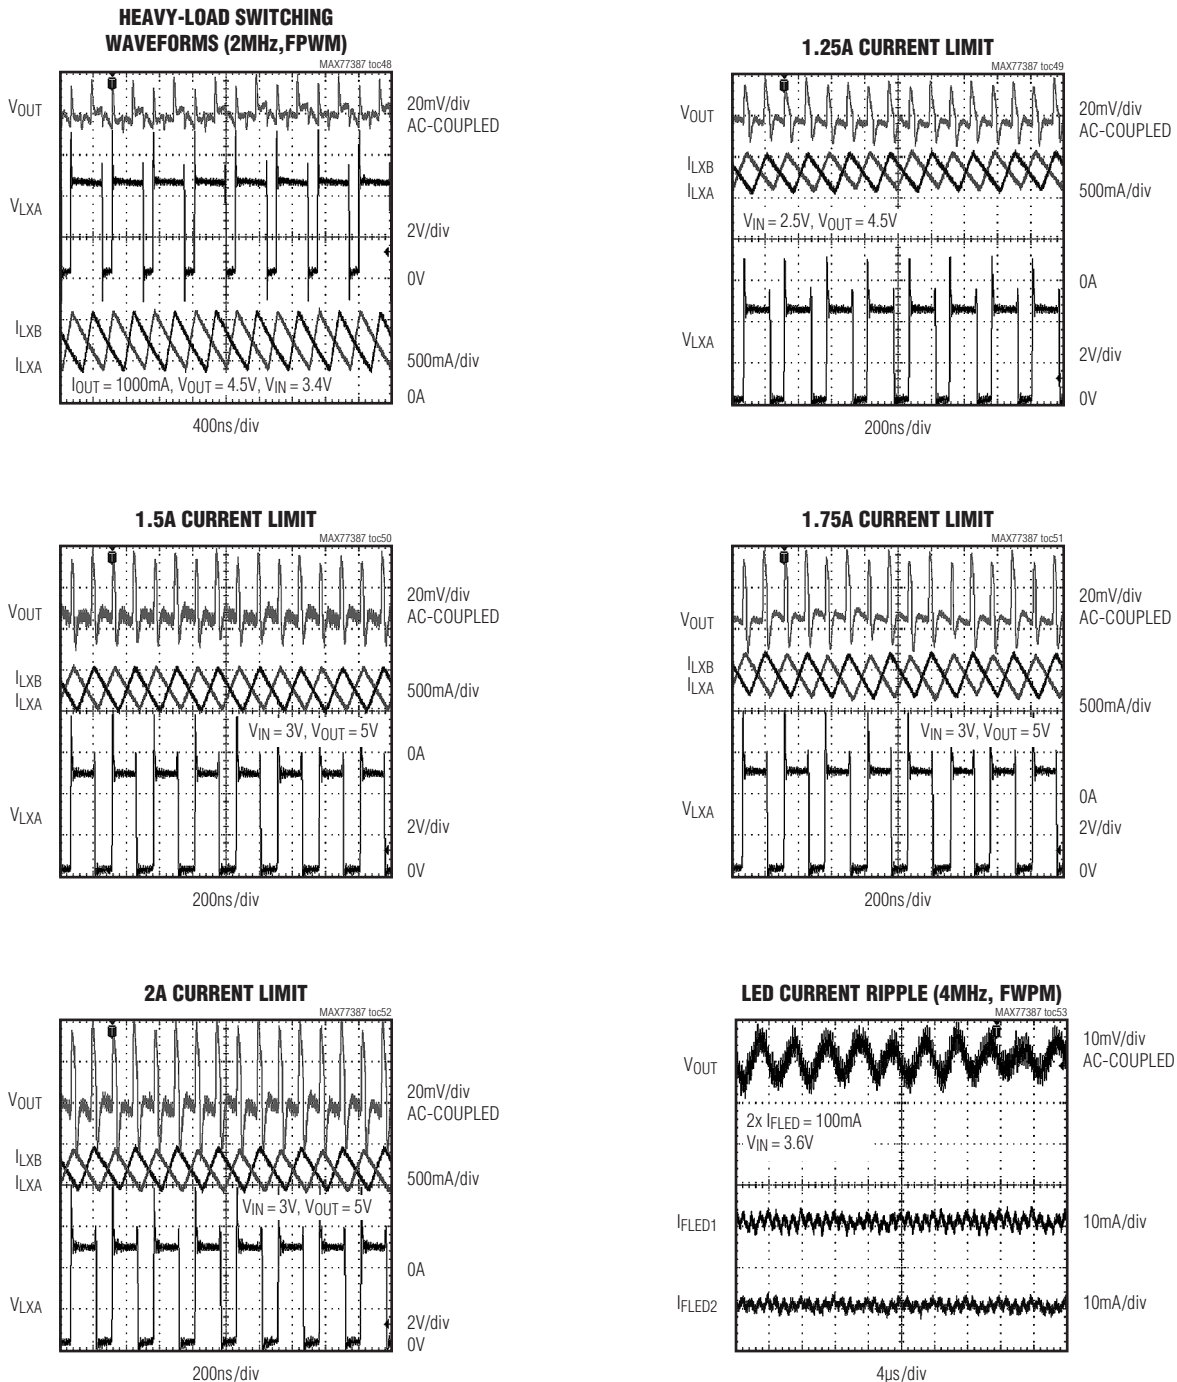 HEAVY-LOAD SWITCHING
WAVEFORMS (2MHz,FPWM)
MAX77387 toc48
VOUT
20mV/div
AC-COUPLED
VLXA
2V/div
0V
ILXB
ILXA
500mA/div
IOUT = 1000mA, VOUT = 4.5V, VIN = 3.4V
0A
400ns/div
1.25A CURRENT LIMIT
MAX77387 toc49
VOUT
20mV/div
AC-COUPLED
ILXB
ILXA
500mA/div
VIN = 2.5V, VOUT = 4.5V
0A
VLXA
2V/div
0V
200ns/div
1.5A CURRENT LIMIT
MAX77387 toc50
VOUT
20mV/div
AC-COUPLED
ILXB
ILXA
500mA/div
VIN = 3V, VOUT = 5V
0A
VLXA
2V/div
0V
200ns/div
1.75A CURRENT LIMIT
MAX77387 toc51
VOUT
20mV/div
AC-COUPLED
ILXB
ILXA
500mA/div
VIN = 3V, VOUT = 5V
0A
VLXA
2V/div
0V
200ns/div
2A CURRENT LIMIT
MAX77387 toc52
VOUT
20mV/div
AC-COUPLED
ILXB
ILXA
500mA/div
VIN = 3V, VOUT = 5V
0A
VLXA
2V/div
0V
200ns/div
LED CURRENT RIPPLE (4MHz, FWPM)
MAX77387 toc53
VOUT
10mV/div
AC-COUPLED
2x IFLED = 100mA
VIN = 3.6V
IFLED1
10mA/div
IFLED2
10mA/div
4µs/div